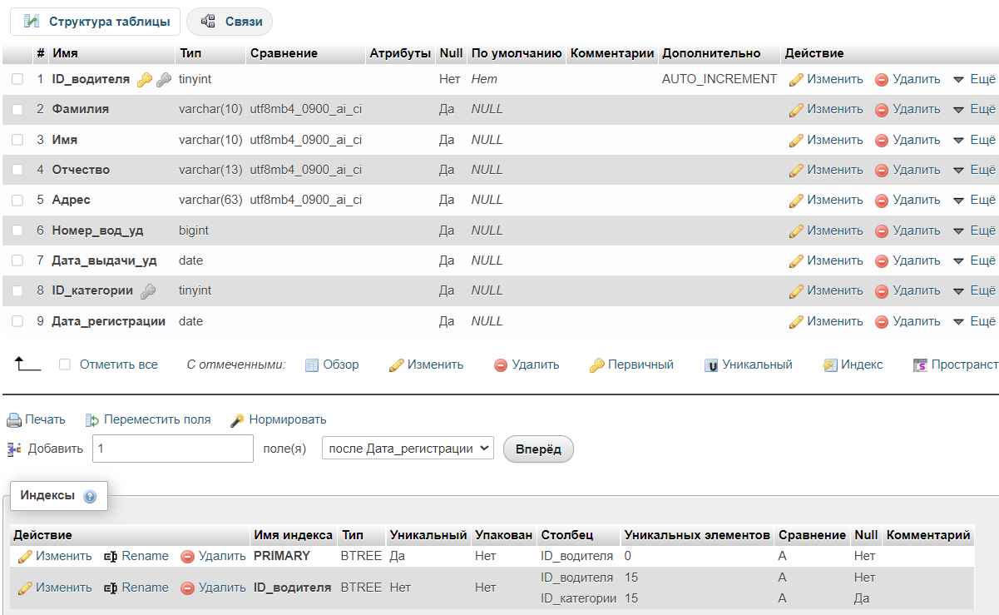 Структура таблицы Связи
# Имя Тип Сравнение Атрибуты Null По умолчанию Комментарии Дополнительно Действие
1 ID_водителя tinyint Нет Нет AUTO_INCREMENT Изменить Удалить Ещё
2 Фамилия varchar(10) utf8mb4_0900_ai_ci Да NULL Изменить Удалить Ещё
3 Имя varchar(10) utf8mb4_0900_ai_ci Да NULL Изменить Удалить Ещё
4 Отчество varchar(13) utf8mb4_0900_ai_ci Да NULL Изменить Удалить Ещё
5 Адрес varchar(63) utf8mb4_0900_ai_ci Да NULL Изменить Удалить Ещё
6 Номер_вод_уд bigint Да NULL Изменить Удалить Ещё
7 Дата_выдачи_уд date Да NULL Изменить Удалить Ещё
8 ID_категории tinyint Да NULL Изменить Удалить Ещё
9 Дата_регистрации date Да NULL Изменить Удалить Ещё
Отметить все С отмеченными: Обзор Изменить Удалить Первичный Уникальный Индекс Пространст
Печать Переместить поля Нормировать
Добавить 1 поле(я) после Дата_регистрации Вперёд
Индексы
Действие Имя индекса Тип Уникальный Упакован Столбец Уникальных элементов Сравнение Null Комментарий
Изменить Rename Удалить PRIMARY BTREE Да Нет ID_водителя 0 A Нет
Изменить Rename Удалить ID_водителя BTREE Нет Нет ID_водителя 15 A Нет
ID_категории 15 A Да